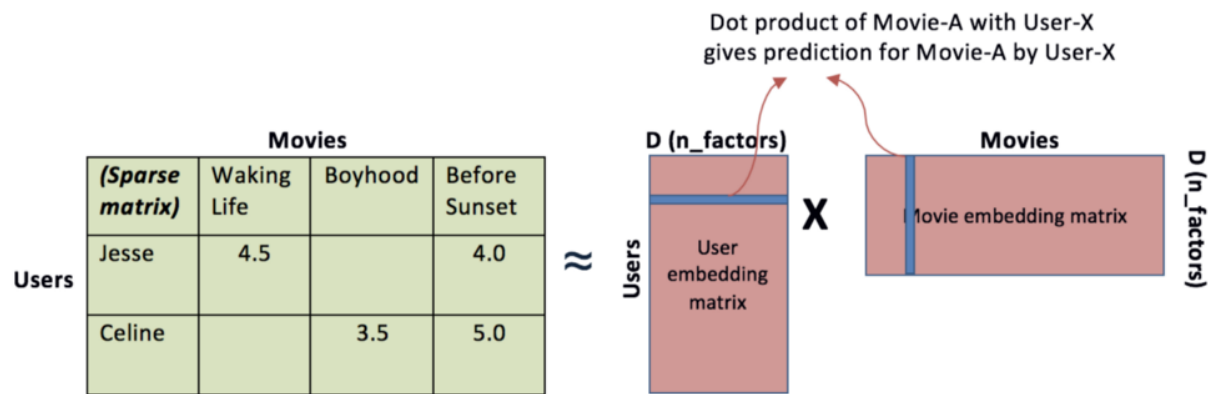 Dot product of Movie-A with User-X
gives prediction for Movie-A by User-X
Movies
(Sparse matrix) Waking Life Boyhood Before Sunset
Users
Jesse 4.5 4.0
Celine 3.5 5.0
≈
D (n_factors)
Users
User
embedding
matrix
X
Movies
Movie embedding matrix
D (n_factors)